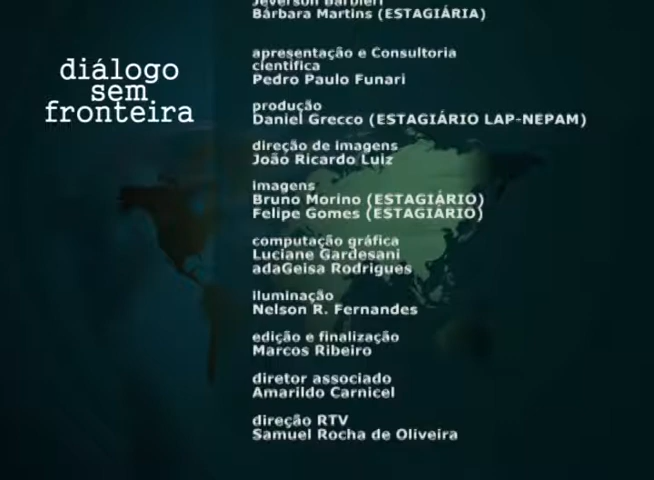 diálogo
sem
fronteira
Jeverson Barbieri
Bárbara Martins (ESTAGIÁRIA)
apresentação e Consultoria
científica
Pedro Paulo Funari
produção
Daniel Grecco (ESTAGIÁRIO LAP-NEPAM)
direção de imagens
João Ricardo Luiz
imagens
Bruno Morino (ESTAGIÁRIO)
Felipe Gomes (ESTAGIÁRIO)
computação gráfica
Luciane Gardesani
adaGeisa Rodrigues
iluminação
Nelson R. Fernandes
edição e finalização
Marcos Ribeiro
diretor associado
Amarildo Carnicel
direção RTV
Samuel Rocha de Oliveira